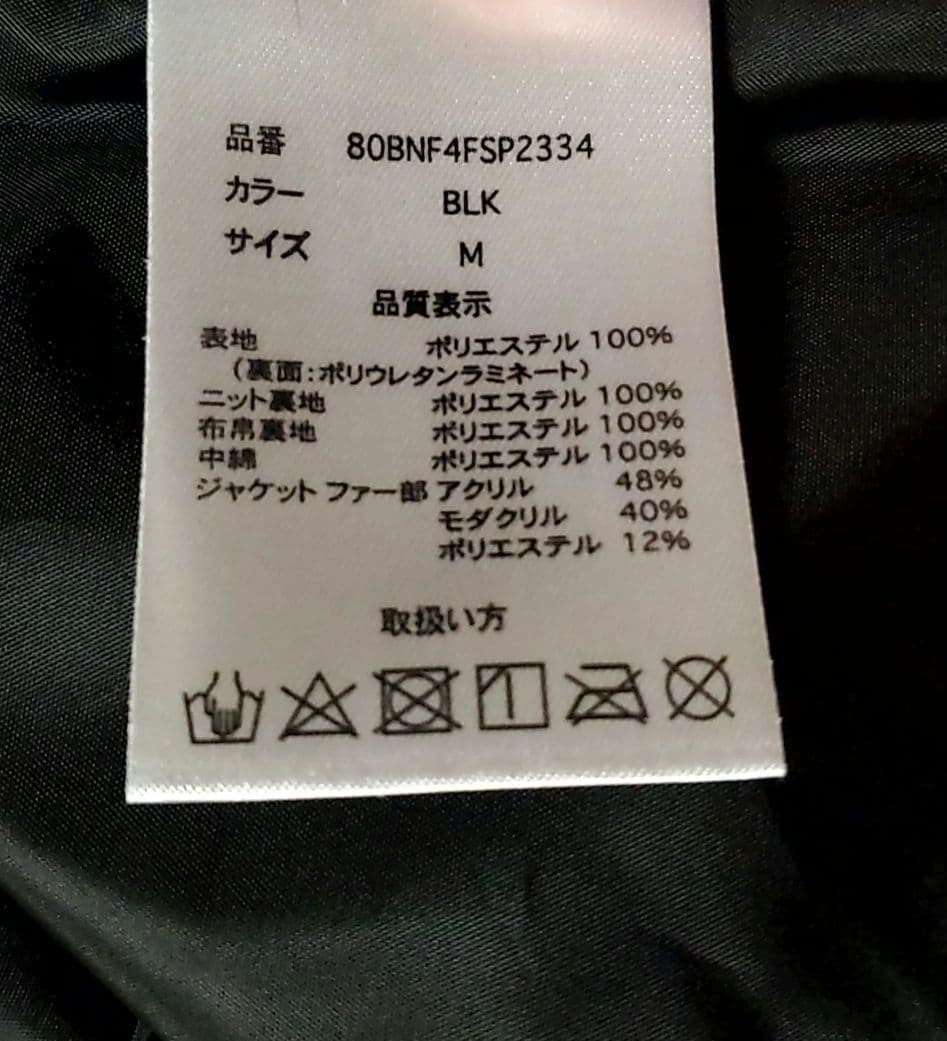 品番 80BNF4FSP2334
カラー BLK
サイズ M
品質表示
表地 ポリエステル 100%
(裏面:ポリウレタンラミネート)
ニット裏地 ポリエステル 100%
布帛裏地 ポリエステル 100%
中綿 ポリエステル 100%
ジャケット ファー部 アクリル 48%
モダクリル 40%
ポリエステル 12%
取扱い方